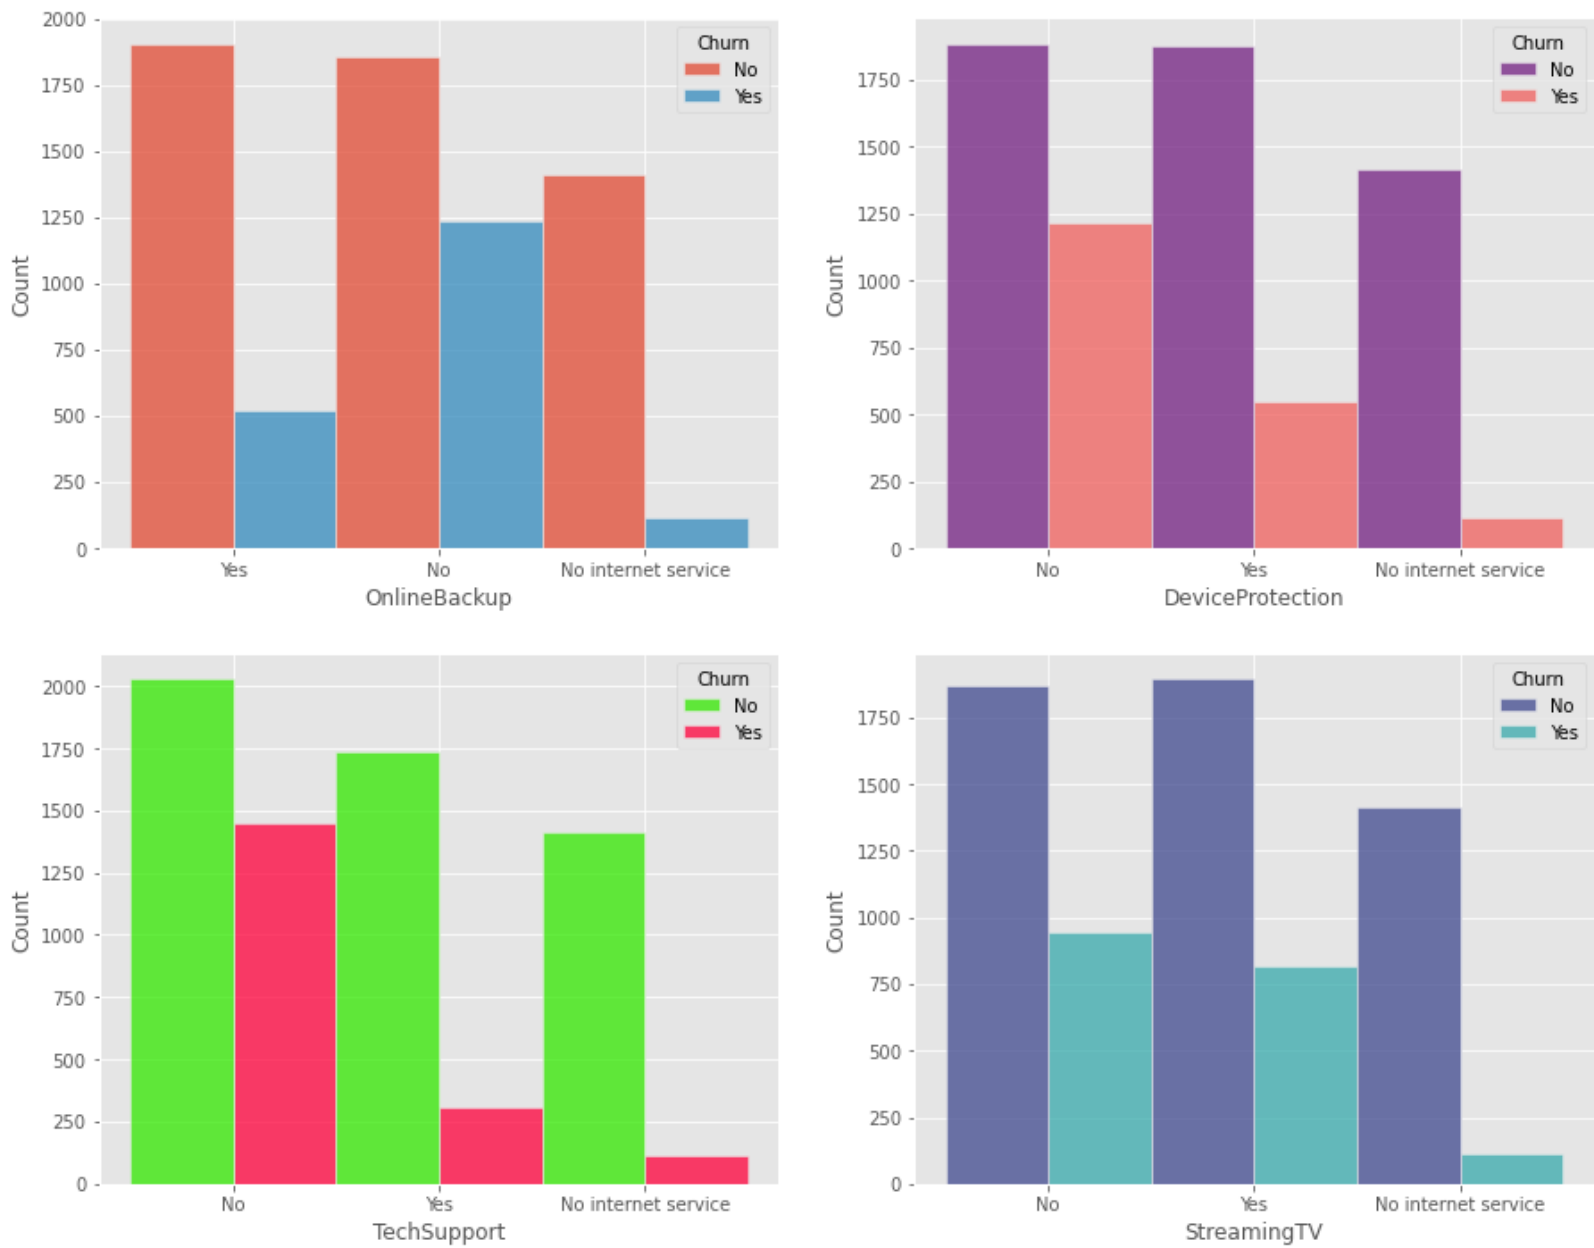 2000
1750
1500
1250
1000
750
500
250
0
Count
Churn
No
Yes
Yes No No internet service
OnlineBackup
1750
1500
1250
1000
750
500
250
0
Count
Churn
No
Yes
No Yes No internet service
DeviceProtection
2000
1750
1500
1250
1000
750
500
250
0
Count
Churn
No
Yes
No Yes No internet service
TechSupport
1750
1500
1250
1000
750
500
250
0
Count
Churn
No
Yes
No Yes No internet service
StreamingTV